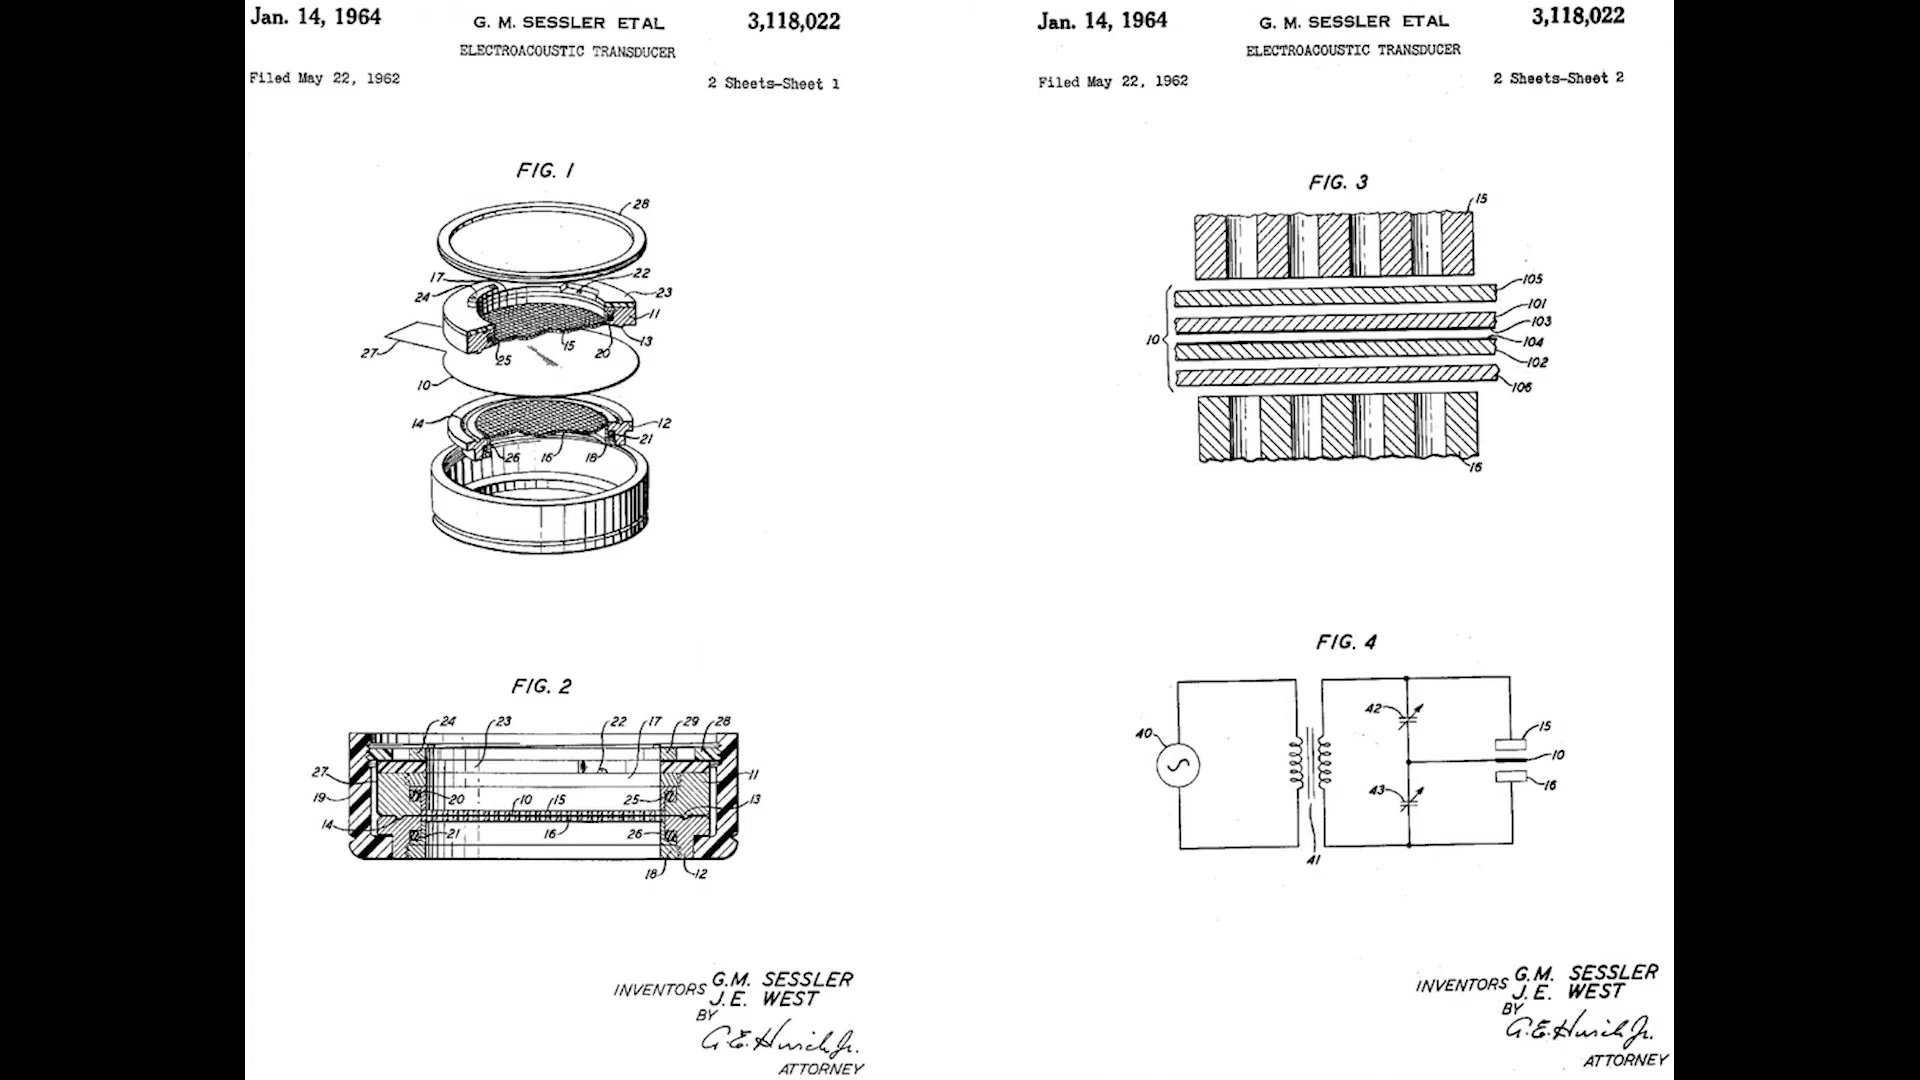 Jan. 14, 1964
G. M. SESSLER ETAL
3,118,022
ELECTROACOUSTIC TRANSDUCER
Filed May 22, 1962
2 Sheets-Sheet 1
FIG. 1
28
17
22
24
23
11
15
20
13
25
27
10
14
12
21
26
16
18
FIG. 2
24
23
22
17
29
28
27
11
19
20
10
15
25
13
14
21
16
26
18
12
INVENTORS G.M. SESSLER
J.E. WEST
BY
ATTORNEY
Jan. 14, 1964
G. M. SESSLER ETAL
3,118,022
ELECTROACOUSTIC TRANSDUCER
Filed May 22, 1962
2 Sheets-Sheet 2
FIG. 3
15
105
101
103
10
104
102
106
16
FIG. 4
42
40
15
10
43
16
41
INVENTORS G.M. SESSLER
J.E. WEST
BY
ATTORNEY